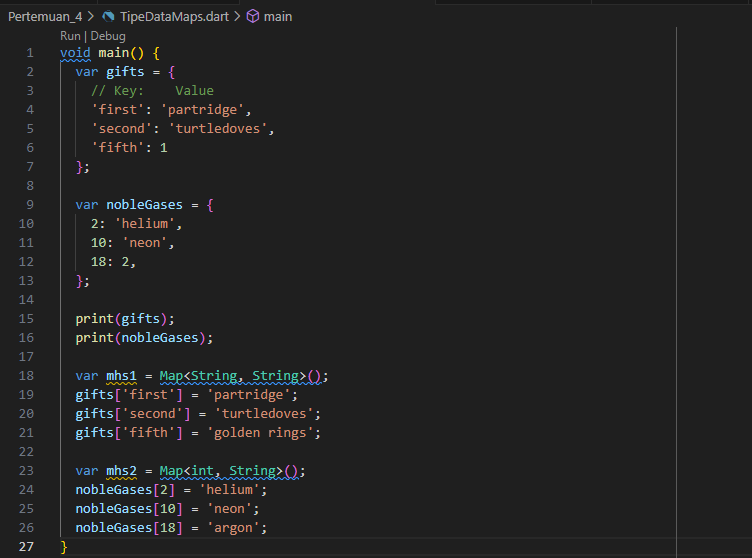 Pertemuan_4 > TipeDataMaps.dart > main
Run | Debug
1 void main() {
2   var gifts = {
3     // Key:    Value
4     'first': 'partridge',
5     'second': 'turtledoves',
6     'fifth': 1
7   };
8
9   var nobleGases = {
10     2: 'helium',
11     10: 'neon',
12     18: 2,
13   };
14
15   print(gifts);
16   print(nobleGases);
17
18   var mhs1 = Map<String, String>();
19   gifts['first'] = 'partridge';
20   gifts['second'] = 'turtledoves';
21   gifts['fifth'] = 'golden rings';
22
23   var mhs2 = Map<int, String>();
24   nobleGases[2] = 'helium';
25   nobleGases[10] = 'neon';
26   nobleGases[18] = 'argon';
27 }